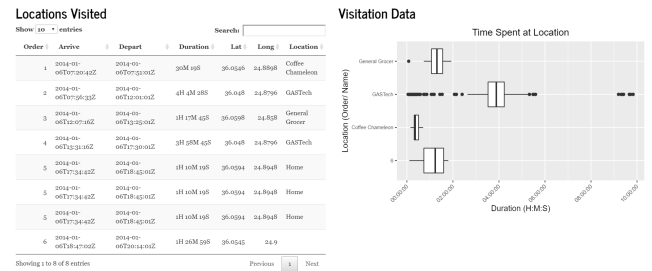 Locations Visited
Show 10 entries
Search:
Order Arrive Depart Duration Lat Long Location
1 2014-01-06T07:20:42Z 2014-01-06T07:51:01Z 30M 19S 36.0546 24.8898 Coffee Chameleon
2 2014-01-06T07:56:33Z 2014-01-06T12:01:01Z 4H 4M 28S 36.048 24.8796 GASTech
3 2014-01-06T12:07:16Z 2014-01-06T13:25:01Z 1H 17M 45S 36.0598 24.858 General Grocer
4 2014-01-06T13:31:16Z 2014-01-06T17:30:01Z 3H 58M 45S 36.048 24.8796 GASTech
5 2014-01-06T17:34:42Z 2014-01-06T18:45:01Z 1H 10M 19S 36.0594 24.8948 Home
5 2014-01-06T17:34:42Z 2014-01-06T18:45:01Z 1H 10M 19S 36.0594 24.8948 Home
5 2014-01-06T17:34:42Z 2014-01-06T18:45:01Z 1H 10M 19S 36.0594 24.8948 Home
6 2014-01-06T18:47:02Z 2014-01-06T20:14:01Z 1H 26M 59S 36.0545 24.9
Showing 1 to 8 of 8 entries
Previous 1 Next
Visitation Data
Time Spent at Location
Location (Order/ Name)
General Grocer
GASTech
Coffee Chameleon
6
00:00:00 02:00:00 04:00:00 06:00:00 08:00:00 10:00:00
Duration (H:M:S)